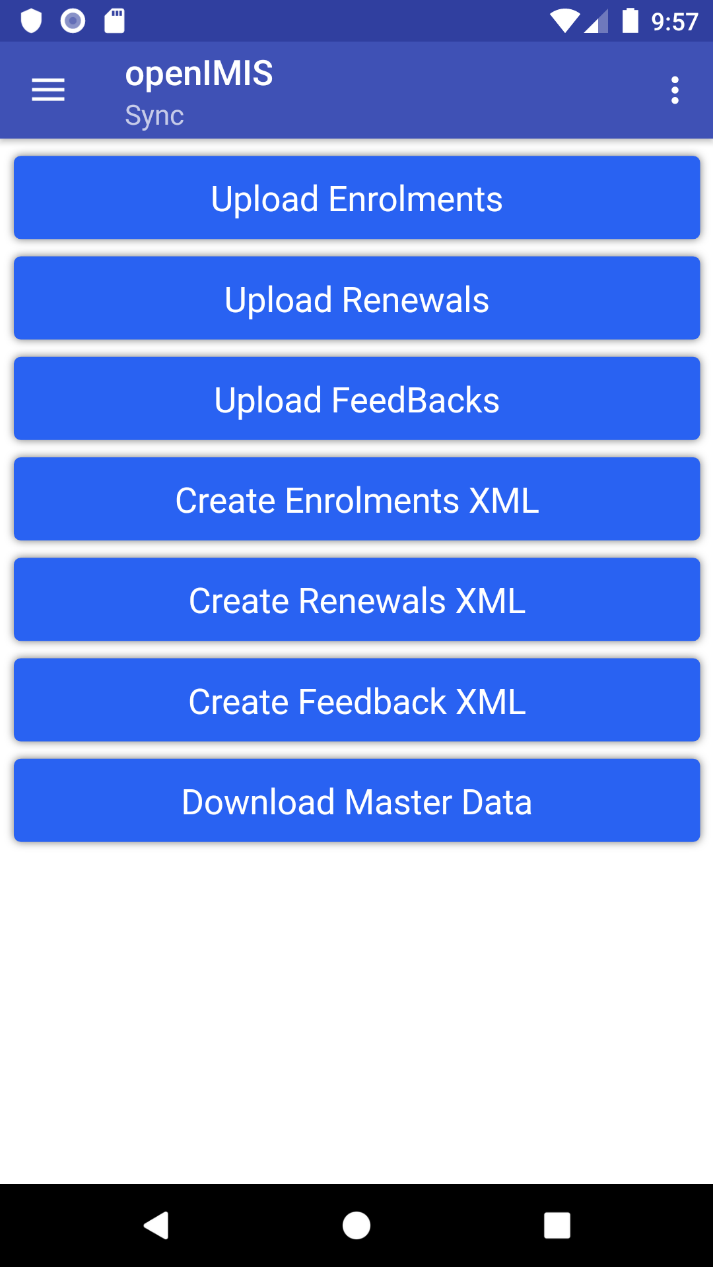 9:57
openIMIS
Sync
Upload Enrolments
Upload Renewals
Upload FeedBacks
Create Enrolments XML
Create Renewals XML
Create Feedback XML
Download Master Data